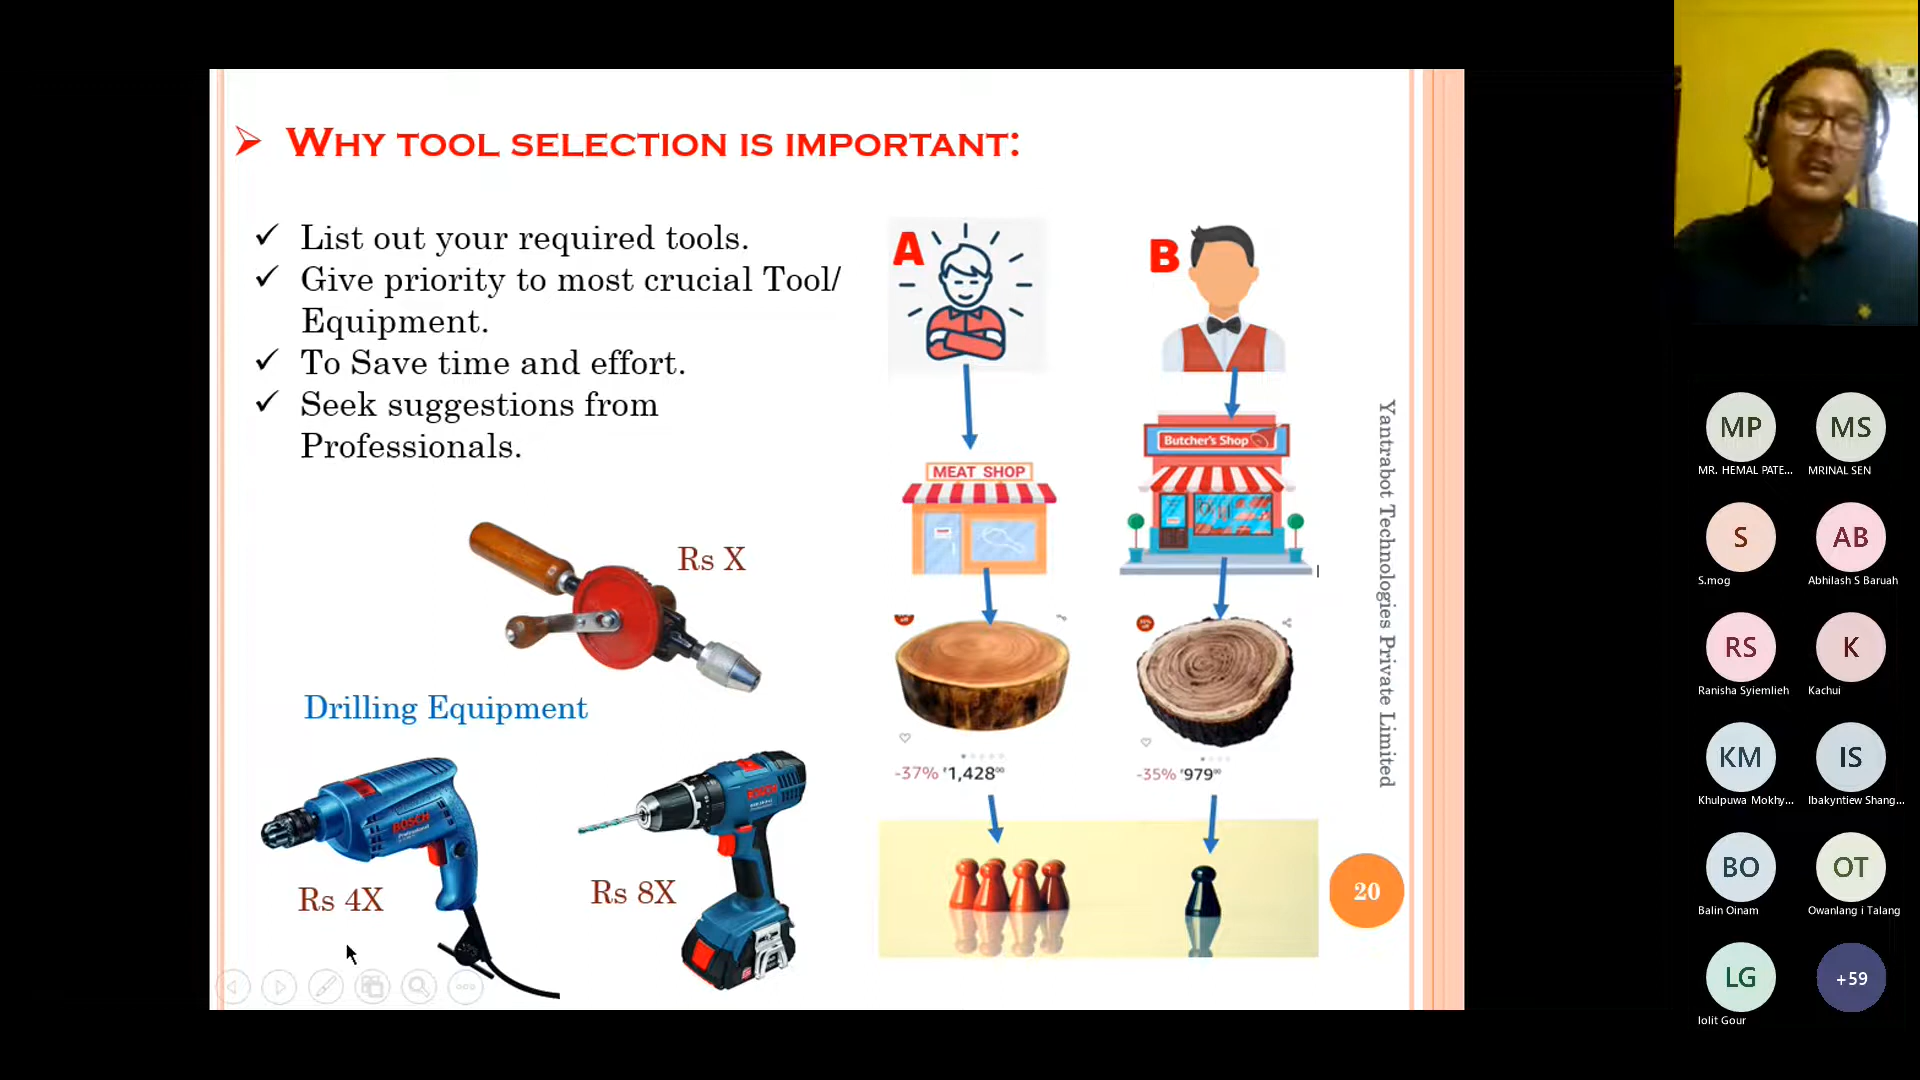 ➢ WHY TOOL SELECTION IS IMPORTANT:
✓ List out your required tools.
✓ Give priority to most crucial Tool/
Equipment.
✓ To Save time and effort.
✓ Seek suggestions from
Professionals.
Rs X
Drilling Equipment
BOSCH
Professional
Rs 4X
BOSCH
Rs 8X
A
B
MEAT SHOP
Butcher's Shop
-37% ₹1,428⁰⁰
-35% ₹979⁰⁰
Yantrabot Technologies Private Limited
20
MP
MR. HEMAL PATE...
MS
MRINAL SEN
S
S.mog
AB
Abhilash S Baruah
RS
Ranisha Syiemlieh
K
Kachui
KM
Khulpuwa Mokhy...
IS
Ibakyntiew Shang...
BO
Balin Oinam
OT
Owanlang i Talang
LG
lolit Gour
+59